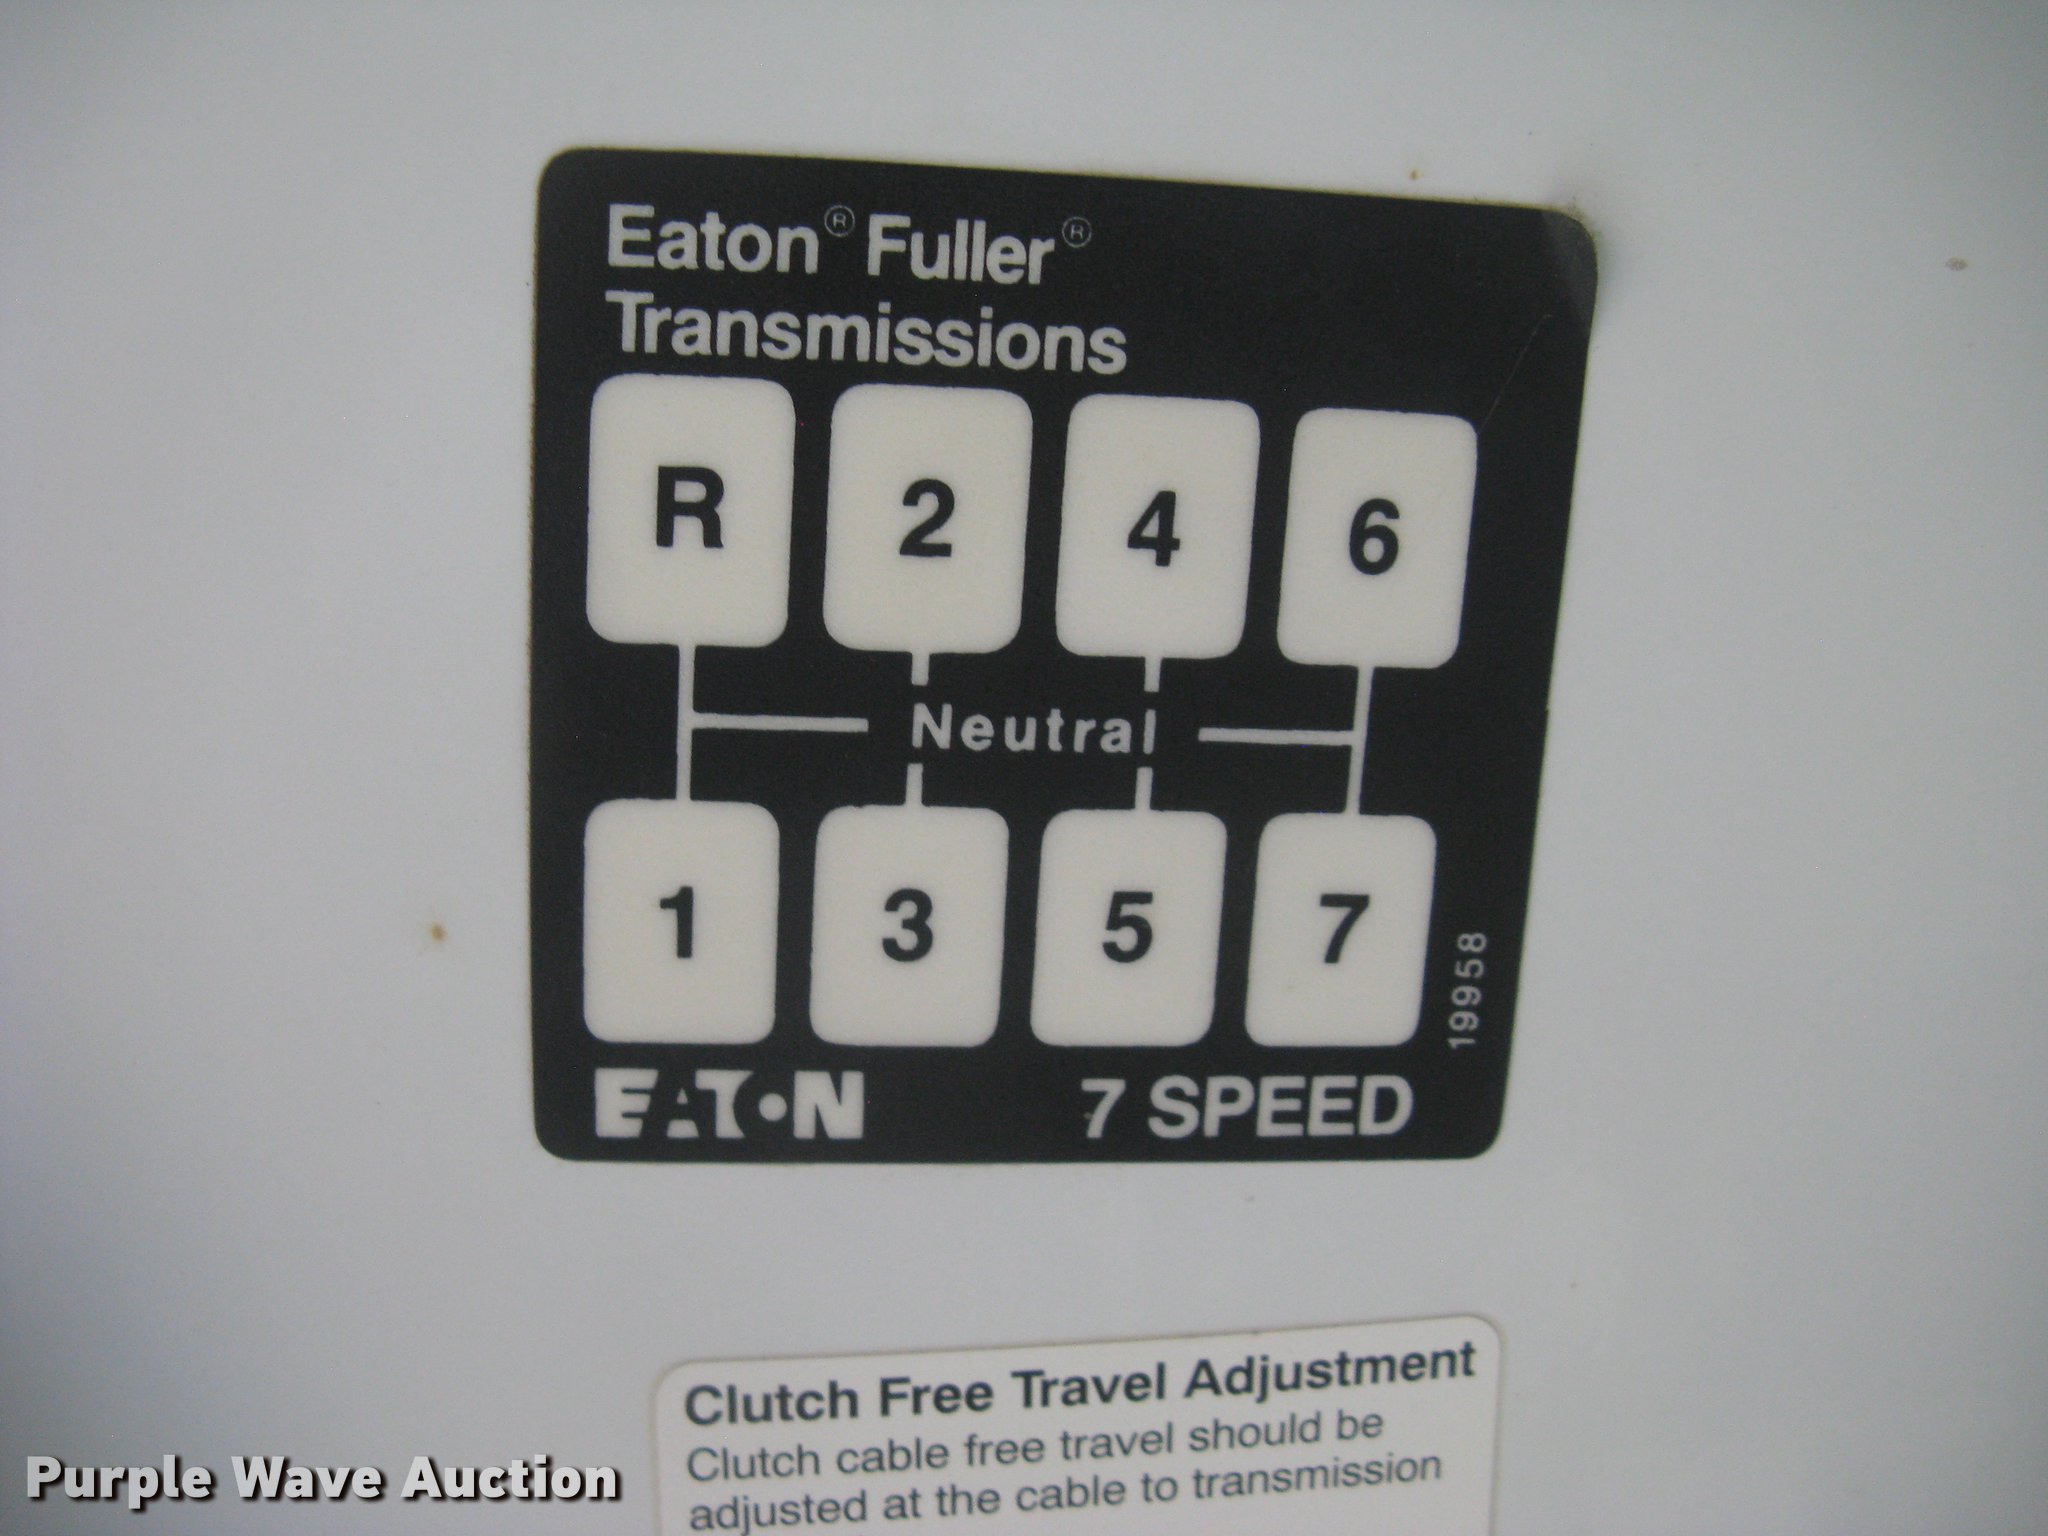 Eaton® Fuller®
Transmissions
R 2 4 6
Neutral
1 3 5 7
19958
EATON 7 SPEED
Clutch Free Travel Adjustment
Clutch cable free travel should be
adjusted at the cable to transmission
Purple Wave Auction